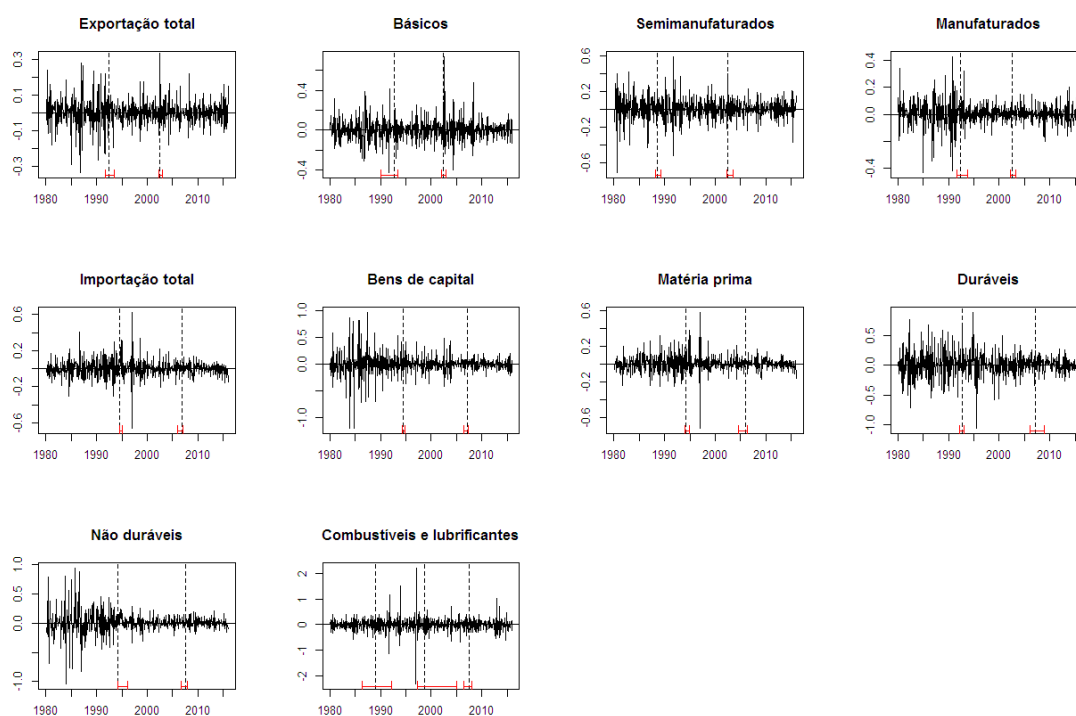 Exportação total
0.3
0.1
-0.1
-0.3
1980 1990 2000 2010
Básicos
0.4
0.0
-0.4
1980 1990 2000 2010
Semimanufaturados
0.6
0.2
-0.2
-0.6
1980 1990 2000 2010
Manufaturados
0.4
0.2
0.0
-0.4
1980 1990 2000 2010
Importação total
0.6
0.2
-0.2
-0.6
1980 1990 2000 2010
Bens de capital
1.0
0.5
0.0
-1.0
1980 1990 2000 2010
Matéria prima
0.6
0.2
-0.2
-0.6
1980 1990 2000 2010
Duráveis
0.5
0.0
-0.5
-1.0
1980 1990 2000 2010
Não duráveis
1.0
0.5
0.0
-1.0
1980 1990 2000 2010
Combustíveis e lubrificantes
2
1
0
-2
1980 1990 2000 2010